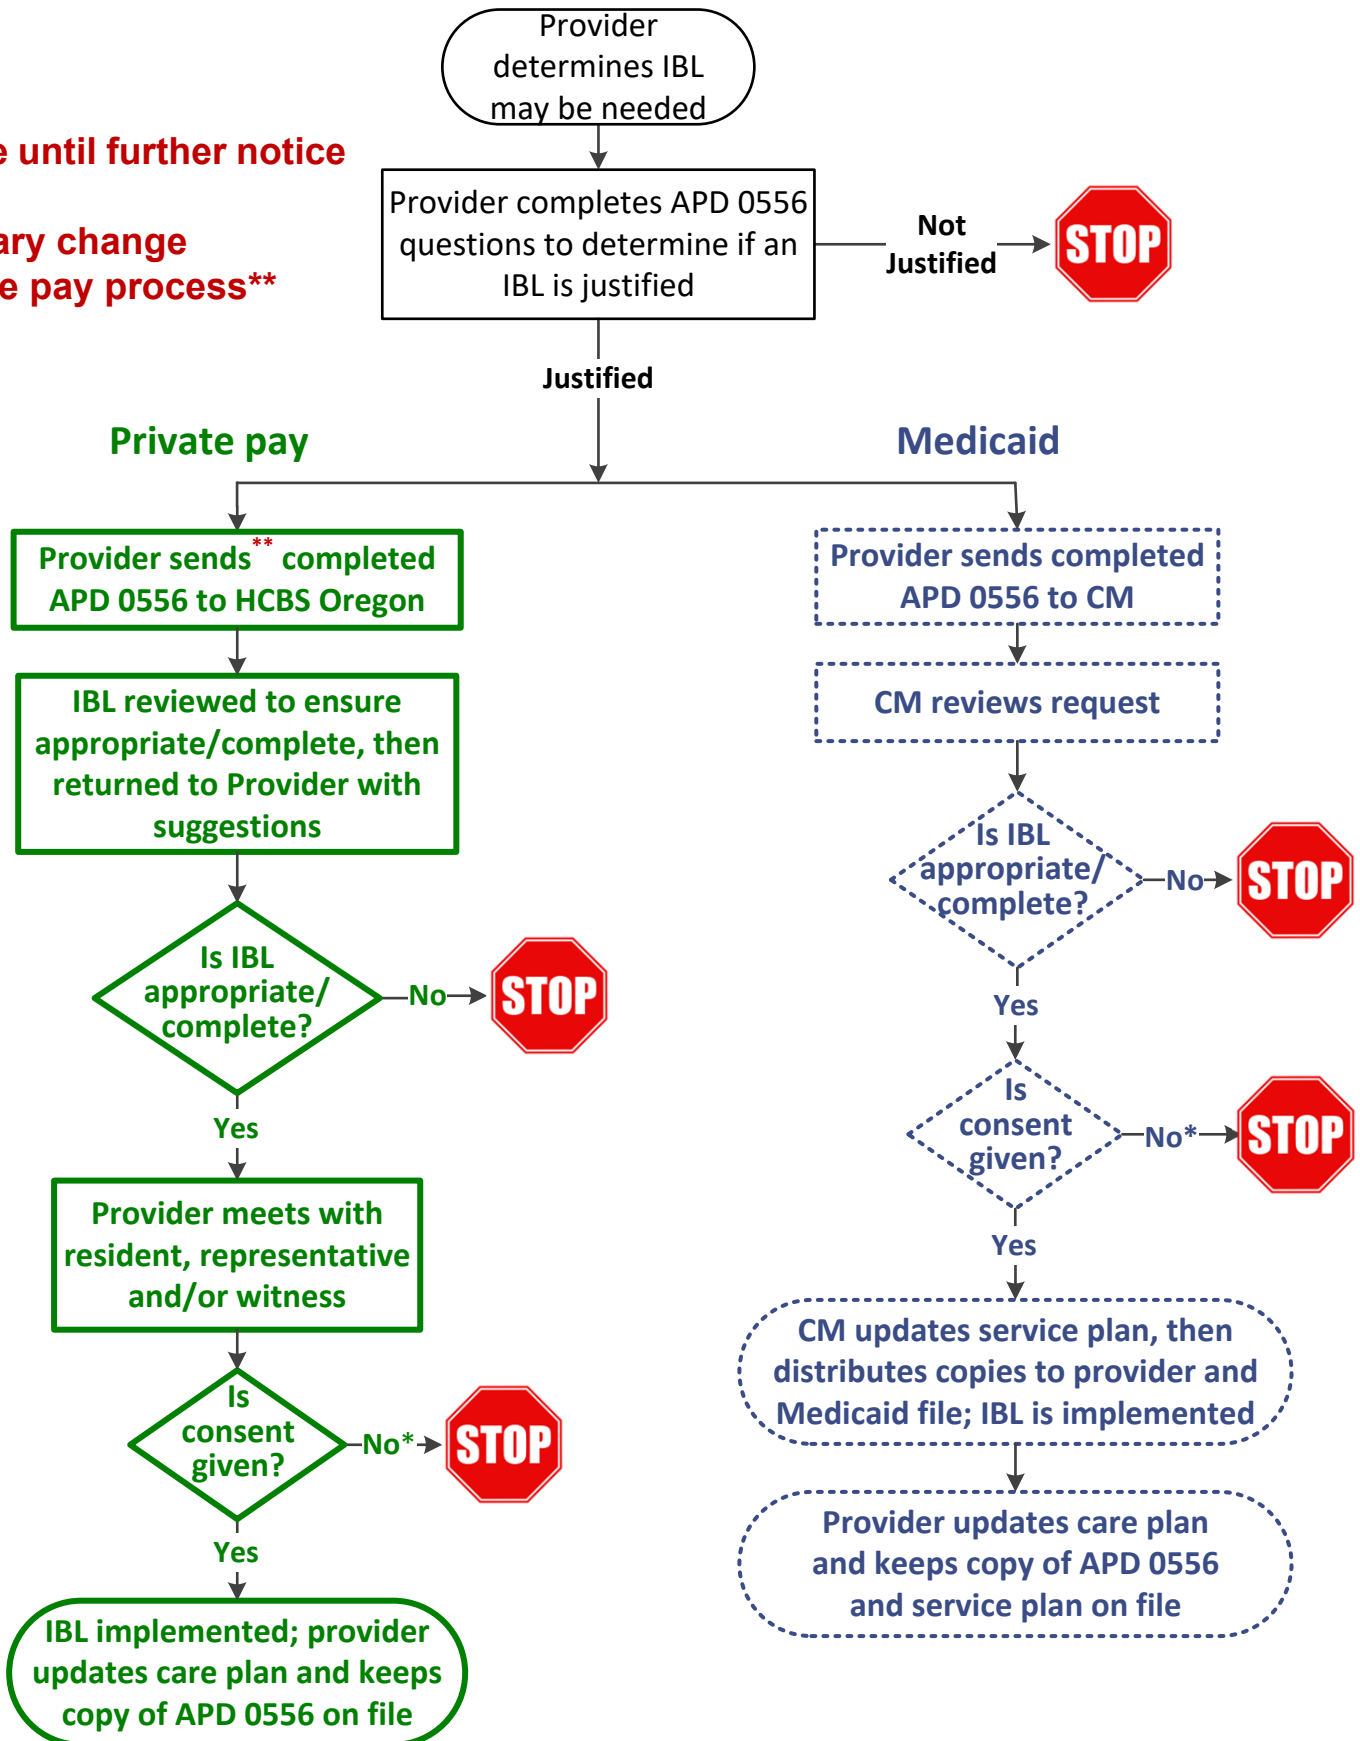 Provider
determines IBL
may be needed
until further notice
change
pay process**
Provider completes APD 0556
questions to determine if an
IBL is justified
Not
Justified
STOP
Justified
Private pay
Medicaid
Provider sends** completed
APD 0556 to HCBS Oregon
IBL reviewed to ensure
appropriate/complete, then
returned to Provider with
suggestions
Is IBL
appropriate/
complete?
No
STOP
Yes
Provider meets with
resident, representative
and/or witness
Is
consent
given?
No*
STOP
Yes
IBL implemented; provider
updates care plan and keeps
copy of APD 0556 on file
Provider sends completed
APD 0556 to CM
CM reviews request
Is IBL
appropriate/
complete?
No
STOP
Yes
Is
consent
given?
No*
STOP
Yes
CM updates service plan, then
distributes copies to provider and
Medicaid file; IBL is implemented
Provider updates care plan
and keeps copy of APD 0556
and service plan on file